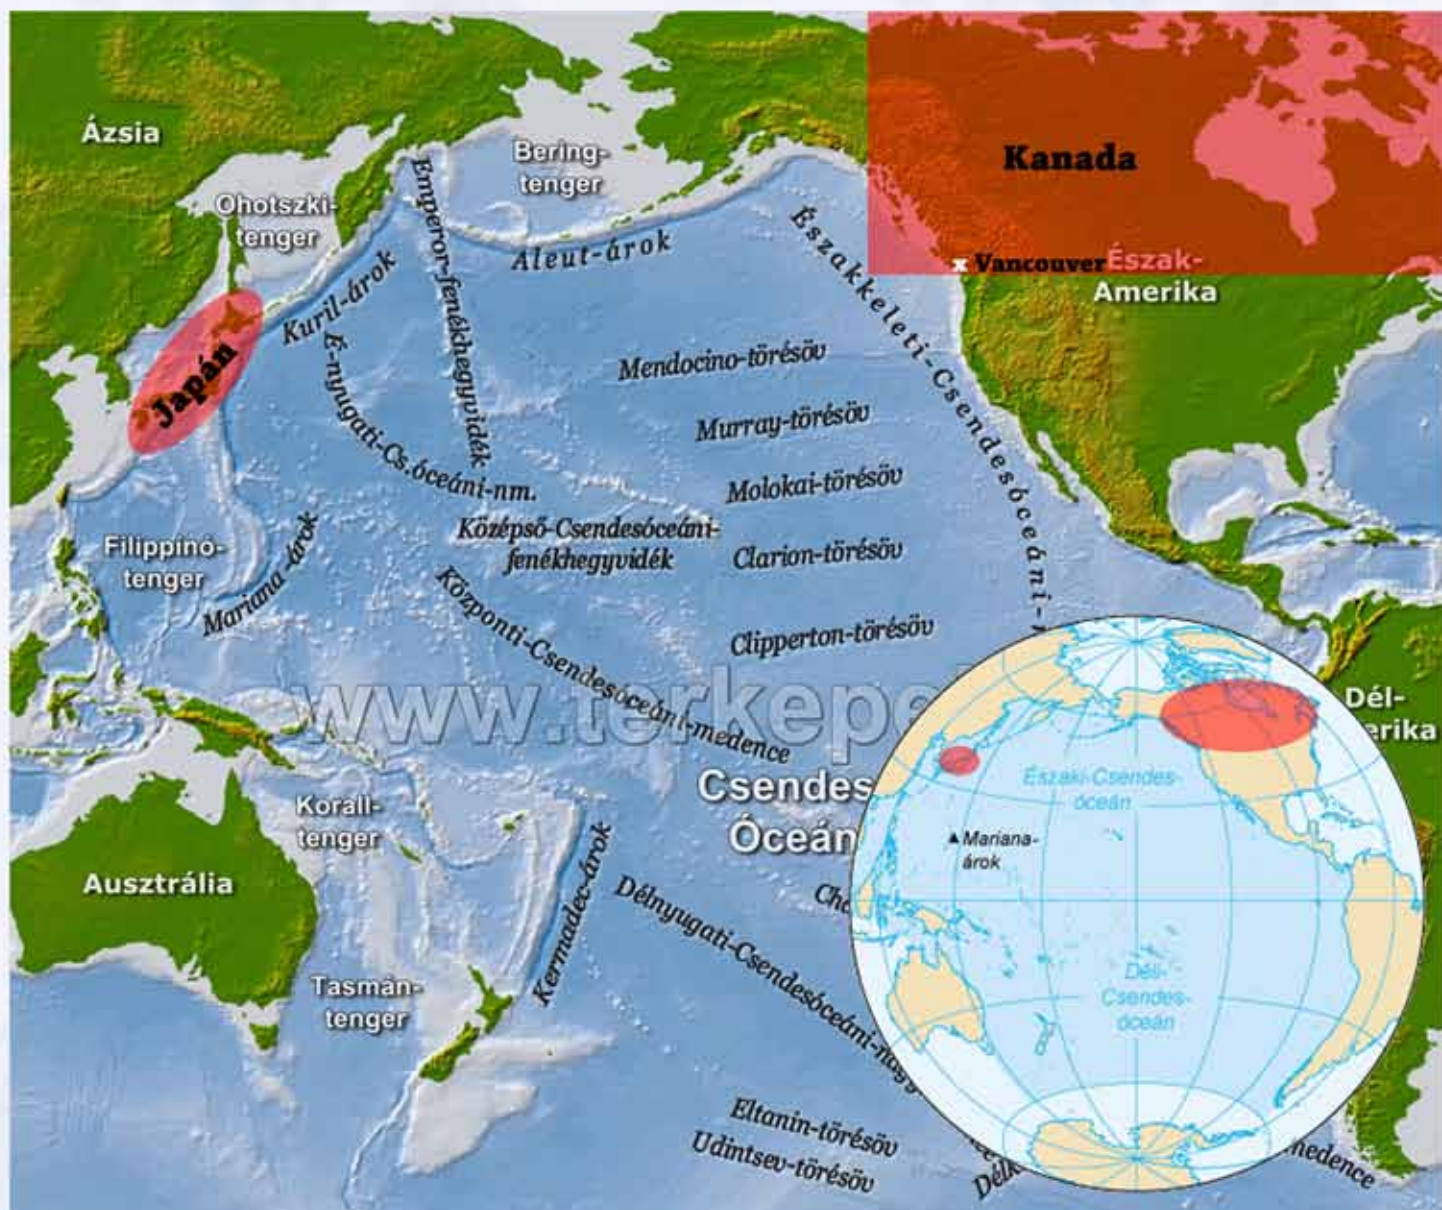 Ázsia
Bering-
tenger
Kanada
Ohotszki-
tenger
Emperor-fenékhegyvidék
Aleut-árok
Északkeleti-Csendesóceáni-
Vancouver
Észak-
Amerika
Kuril-árok
Japán
É-nyugati-Cs.óceáni-nm.
Mendocino-törésöv
Murray-törésöv
Molokai-törésöv
Középső-Csendesóceáni-
fenékhegyvidék
Clarion-törésöv
Filippínó-
tenger
Mariana-árok
Központi-Csendesóceáni-medence
Clipperton-törésöv
www.terkepe
Dél-
erika
Csendes
Óceán
Északi-Csendes-
óceán
Mariana-
árok
Korall-
tenger
Ausztrália
Kermadec-árok
Délnyugati-Csendesóceáni-nagy
Déli-
Csendes-
óceán
Tasmán-
tenger
Eltanin-törésöv
Udintsev-törésöv
Délk
medence